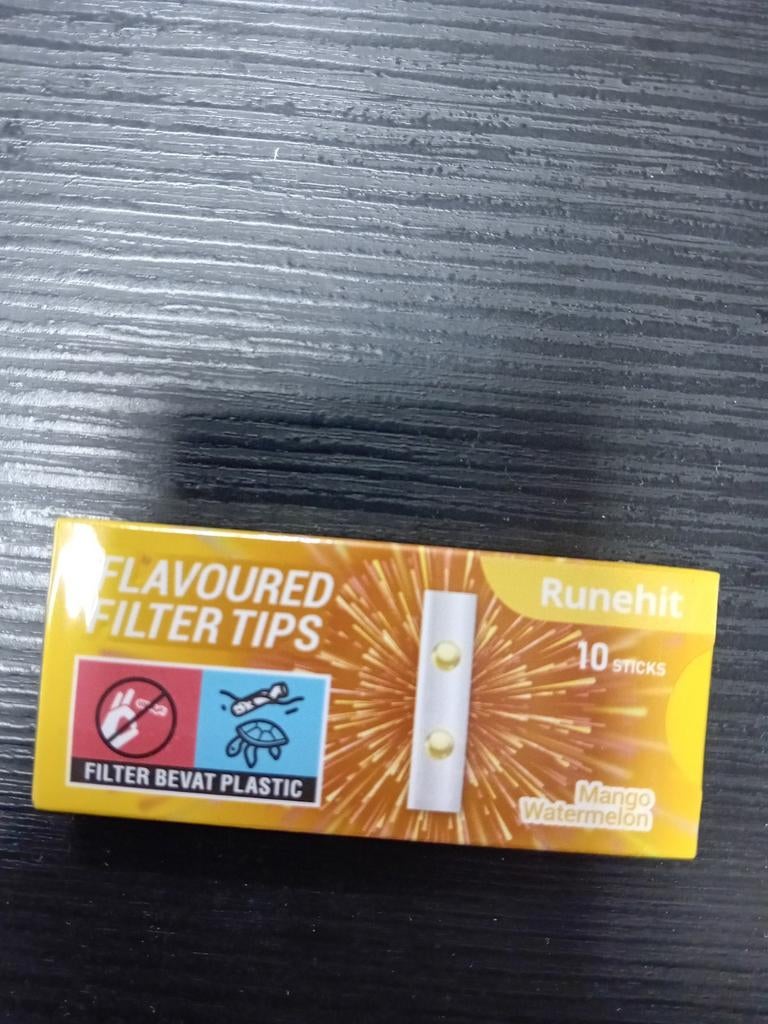 FLAVOURED
FILTER TIPS
FILTER BEVAT PLASTIC
Runehit
10 STICKS
Mango
Watermelon